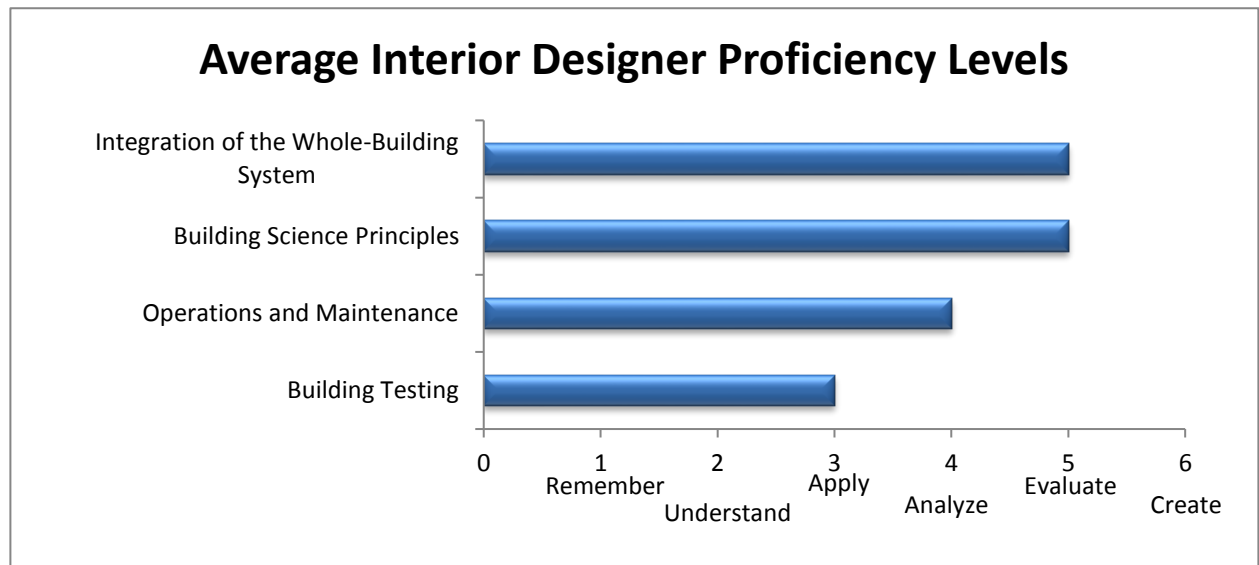 Average Interior Designer Proficiency Levels
Integration of the Whole-Building
System
Building Science Principles
Operations and Maintenance
Building Testing
0 1 2 3 4 5 6
Remember
Understand
Apply
Analyze
Evaluate
Create